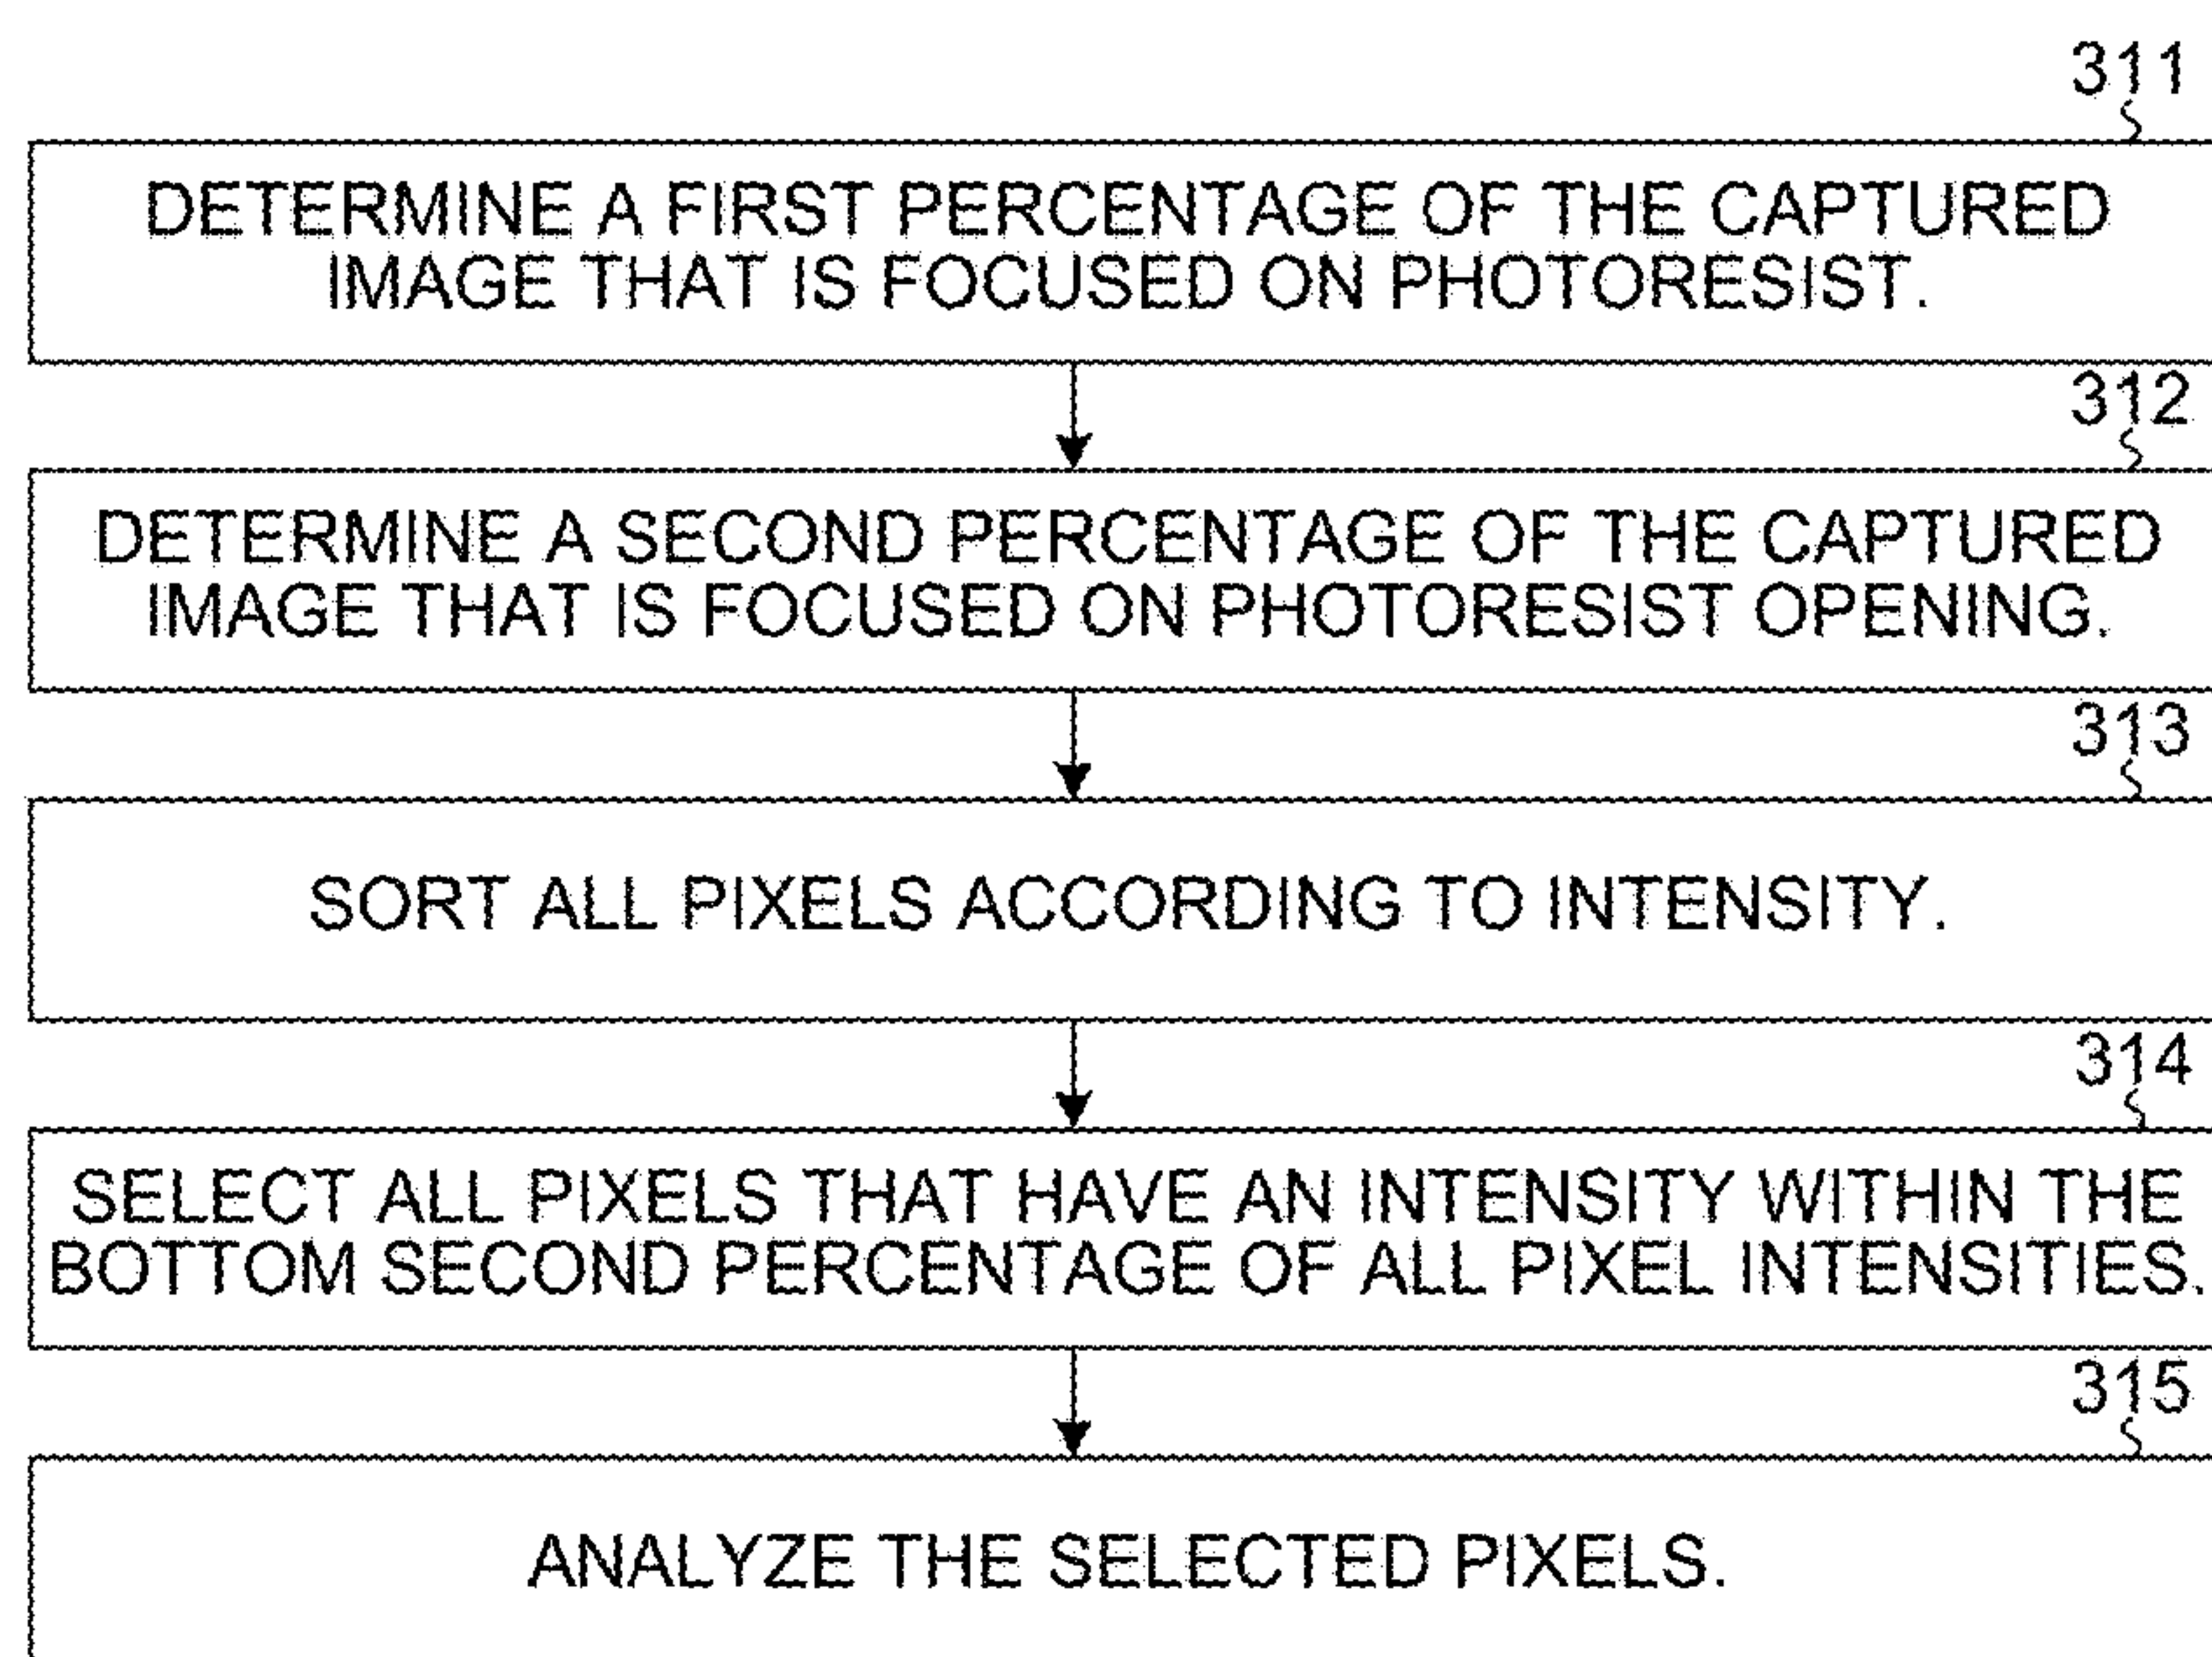 311
DETERMINE A FIRST PERCENTAGE OF THE CAPTURED
IMAGE THAT IS FOCUSED ON PHOTORESIST.
312
DETERMINE A SECOND PERCENTAGE OF THE CAPTURED
IMAGE THAT IS FOCUSED ON PHOTORESIST OPENING.
313
SORT ALL PIXELS ACCORDING TO INTENSITY.
314
SELECT ALL PIXELS THAT HAVE AN INTENSITY WITHIN THE
BOTTOM SECOND PERCENTAGE OF ALL PIXEL INTENSITIES.
315
ANALYZE THE SELECTED PIXELS.